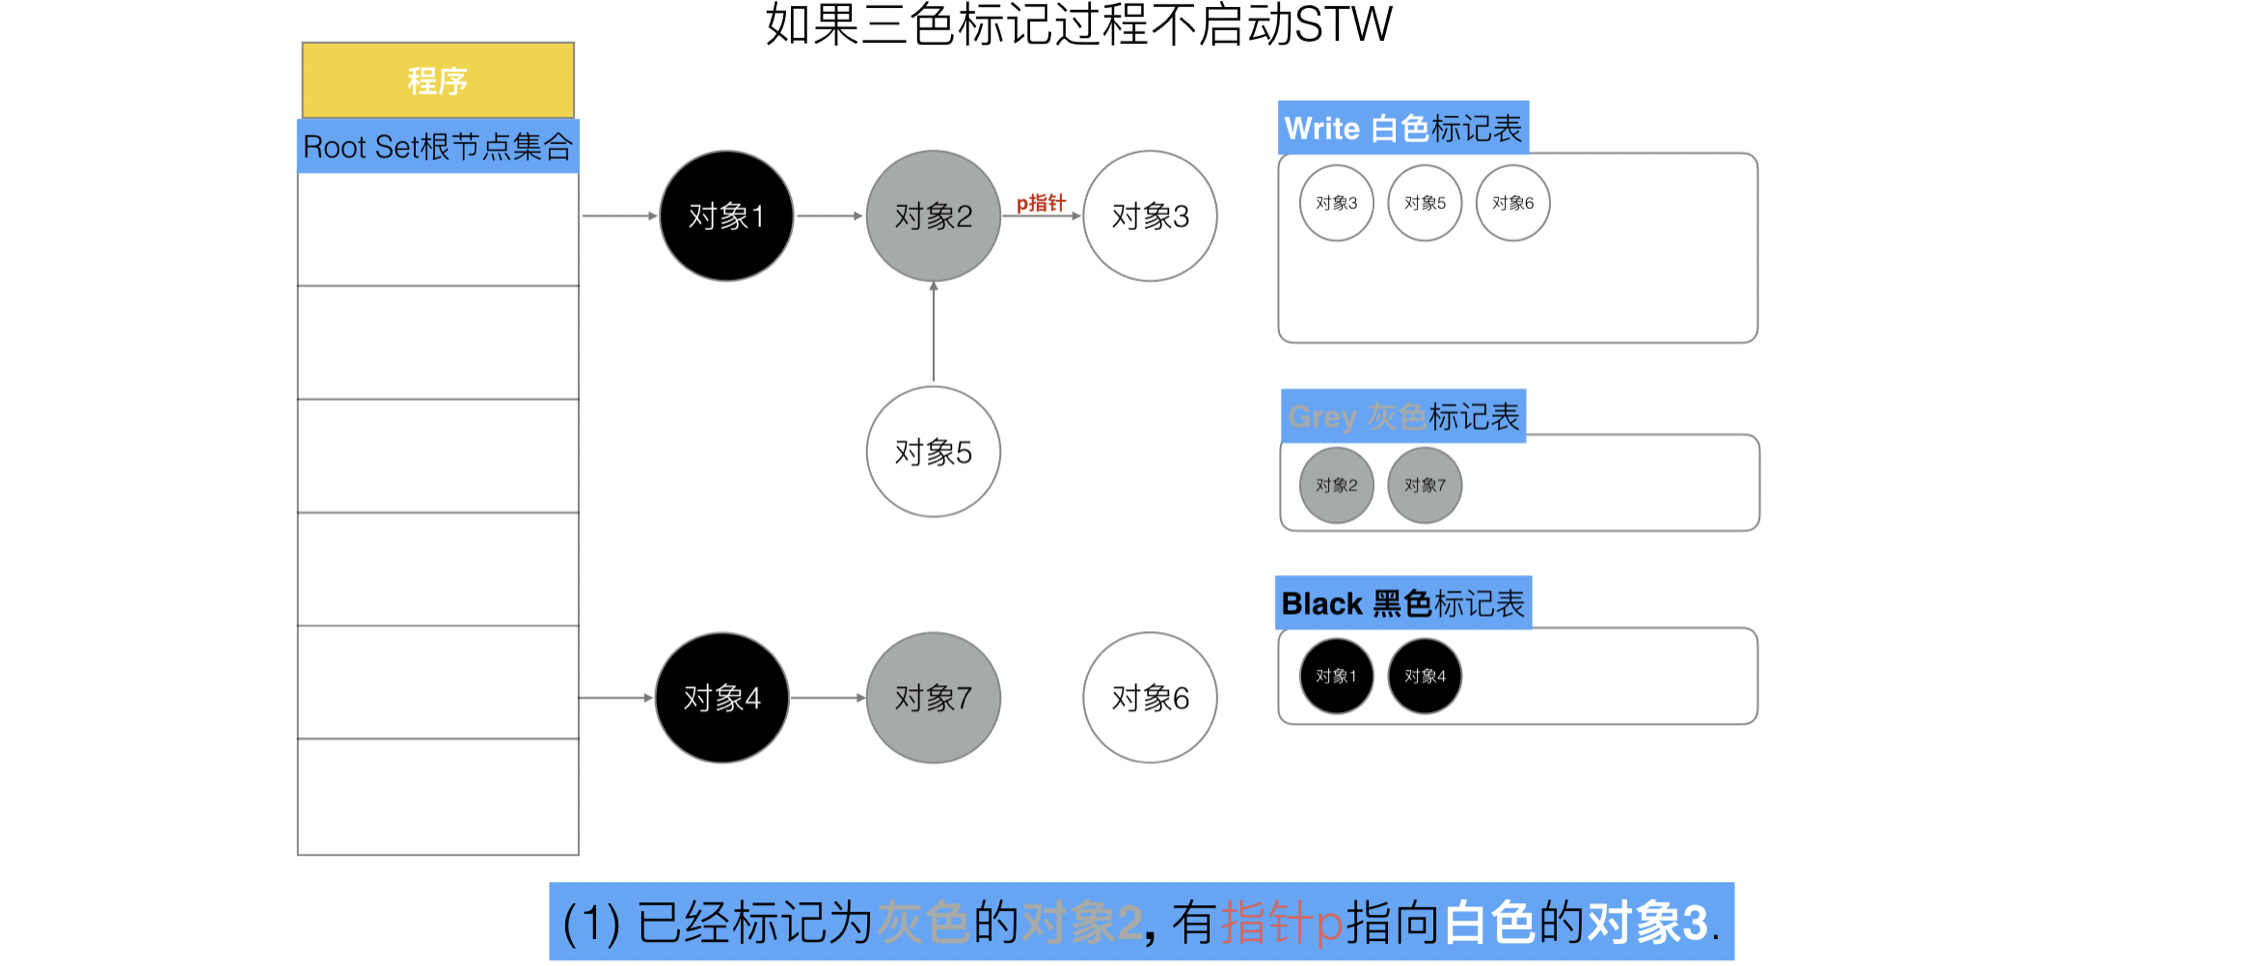 如果三色标记过程不启动STW
程序
Root Set根节点集合
对象1
对象2
p指针
对象3
对象5
对象4
对象7
对象6
Write 白色标记表
对象3 对象5 对象6
Grey 灰色标记表
对象2 对象7
Black 黑色标记表
对象1 对象4
(1) 已经标记为灰色的对象2, 有指针p指向白色的对象3.